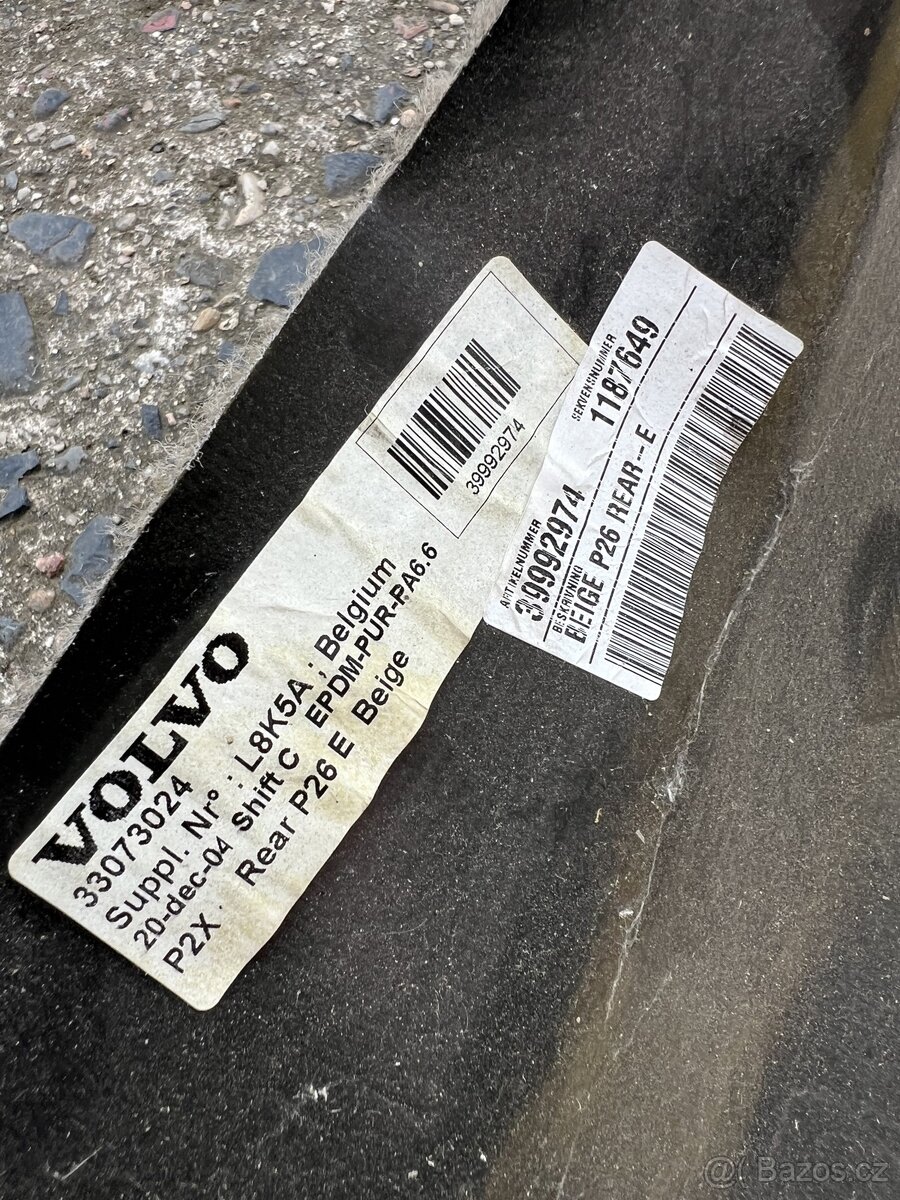 VOLVO
33073024
Suppl. Nr° : L8K5A ; Belgium
20-dec-04 Shift C EPDM-PUR-PA6.6
P2X : Rear P26 E Beige
39992974
SEKVENSNUMMER
1187649
ARTIKELNUMMER
39992974
BESKRIVNING
BEIGE P26 REAR -- E
@( Bazos.cz